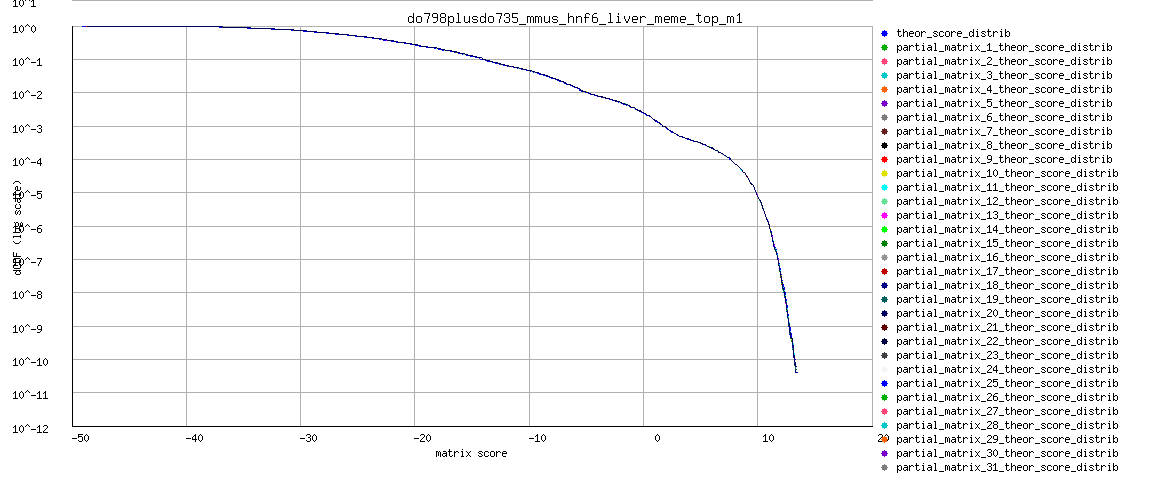 10^1
do798plusdo735_mmus_hnf6_liver_meme_top_m1
10^0
10^-1
10^-2
10^-3
10^-4
10^-5
10^-6
10^-7
10^-8
10^-9
10^-10
10^-11
10^-12
dCDF (log scale)
-50
-40
-30
-20
-10
0
10
20
matrix score
theor_score_distrib
partial_matrix_1_theor_score_distrib
partial_matrix_2_theor_score_distrib
partial_matrix_3_theor_score_distrib
partial_matrix_4_theor_score_distrib
partial_matrix_5_theor_score_distrib
partial_matrix_6_theor_score_distrib
partial_matrix_7_theor_score_distrib
partial_matrix_8_theor_score_distrib
partial_matrix_9_theor_score_distrib
partial_matrix_10_theor_score_distrib
partial_matrix_11_theor_score_distrib
partial_matrix_12_theor_score_distrib
partial_matrix_13_theor_score_distrib
partial_matrix_14_theor_score_distrib
partial_matrix_15_theor_score_distrib
partial_matrix_16_theor_score_distrib
partial_matrix_17_theor_score_distrib
partial_matrix_18_theor_score_distrib
partial_matrix_19_theor_score_distrib
partial_matrix_20_theor_score_distrib
partial_matrix_21_theor_score_distrib
partial_matrix_22_theor_score_distrib
partial_matrix_23_theor_score_distrib
partial_matrix_24_theor_score_distrib
partial_matrix_25_theor_score_distrib
partial_matrix_26_theor_score_distrib
partial_matrix_27_theor_score_distrib
partial_matrix_28_theor_score_distrib
partial_matrix_29_theor_score_distrib
partial_matrix_30_theor_score_distrib
partial_matrix_31_theor_score_distrib